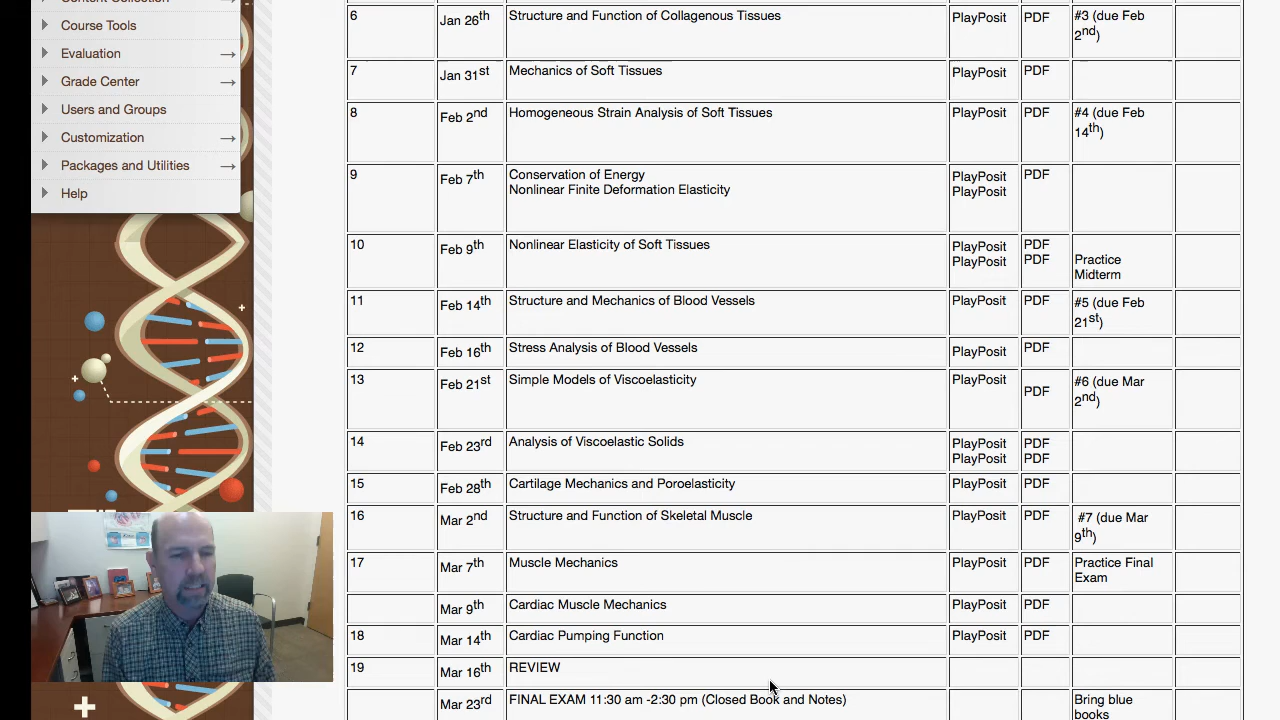 Content Collection
Course Tools
Evaluation
Grade Center
Users and Groups
Customization
Packages and Utilities
Help
6 Jan 26th Structure and Function of Collagenous Tissues PlayPosit PDF #3 (due Feb
2nd)
7 Jan 31st Mechanics of Soft Tissues PlayPosit PDF
8 Feb 2nd Homogeneous Strain Analysis of Soft Tissues PlayPosit PDF #4 (due Feb
14th)
9 Feb 7th Conservation of Energy PlayPosit PDF
Nonlinear Finite Deformation Elasticity PlayPosit
10 Feb 9th Nonlinear Elasticity of Soft Tissues PlayPosit PDF
PlayPosit PDF Practice
Midterm
11 Feb 14th Structure and Mechanics of Blood Vessels PlayPosit PDF #5 (due Feb
21st)
12 Feb 16th Stress Analysis of Blood Vessels PlayPosit PDF
13 Feb 21st Simple Models of Viscoelasticity PlayPosit PDF #6 (due Mar
2nd)
14 Feb 23rd Analysis of Viscoelastic Solids PlayPosit PDF
PlayPosit PDF
15 Feb 28th Cartilage Mechanics and Poroelasticity PlayPosit PDF
16 Mar 2nd Structure and Function of Skeletal Muscle PlayPosit PDF #7 (due Mar
9th)
17 Mar 7th Muscle Mechanics PlayPosit PDF Practice Final
Exam
Mar 9th Cardiac Muscle Mechanics PlayPosit PDF
18 Mar 14th Cardiac Pumping Function PlayPosit PDF
19 Mar 16th REVIEW
Mar 23rd FINAL EXAM 11:30 am -2:30 pm (Closed Book and Notes) Bring blue
books